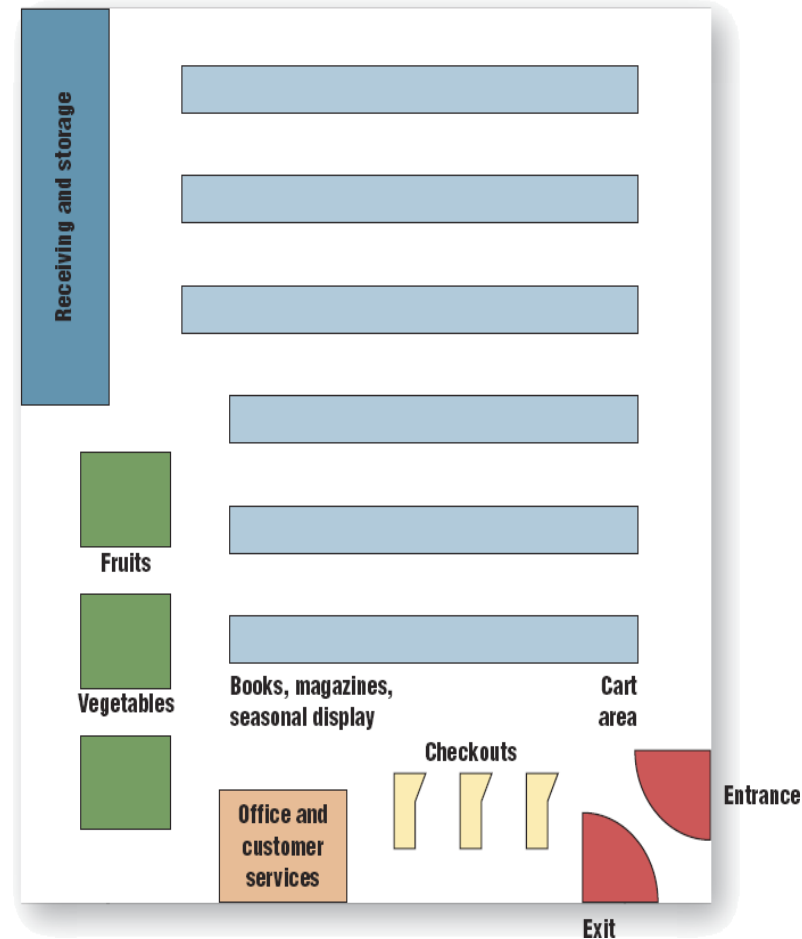 Receiving and storage
Fruits
Vegetables
Books, magazines,
seasonal display
Cart
area
Checkouts
Entrance
Office and
customer
services
Exit